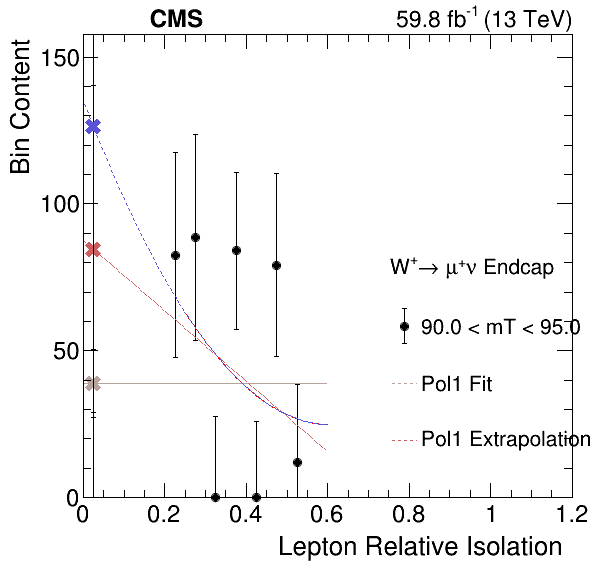 CMS
59.8 fb⁻¹ (13 TeV)
Bin Content
150
100
50
0
W⁺→ μ⁺ν Endcap
90.0 < mT < 95.0
Pol1 Fit
Pol1 Extrapolation
0 0.2 0.4 0.6 0.8 1 1.2
Lepton Relative Isolation